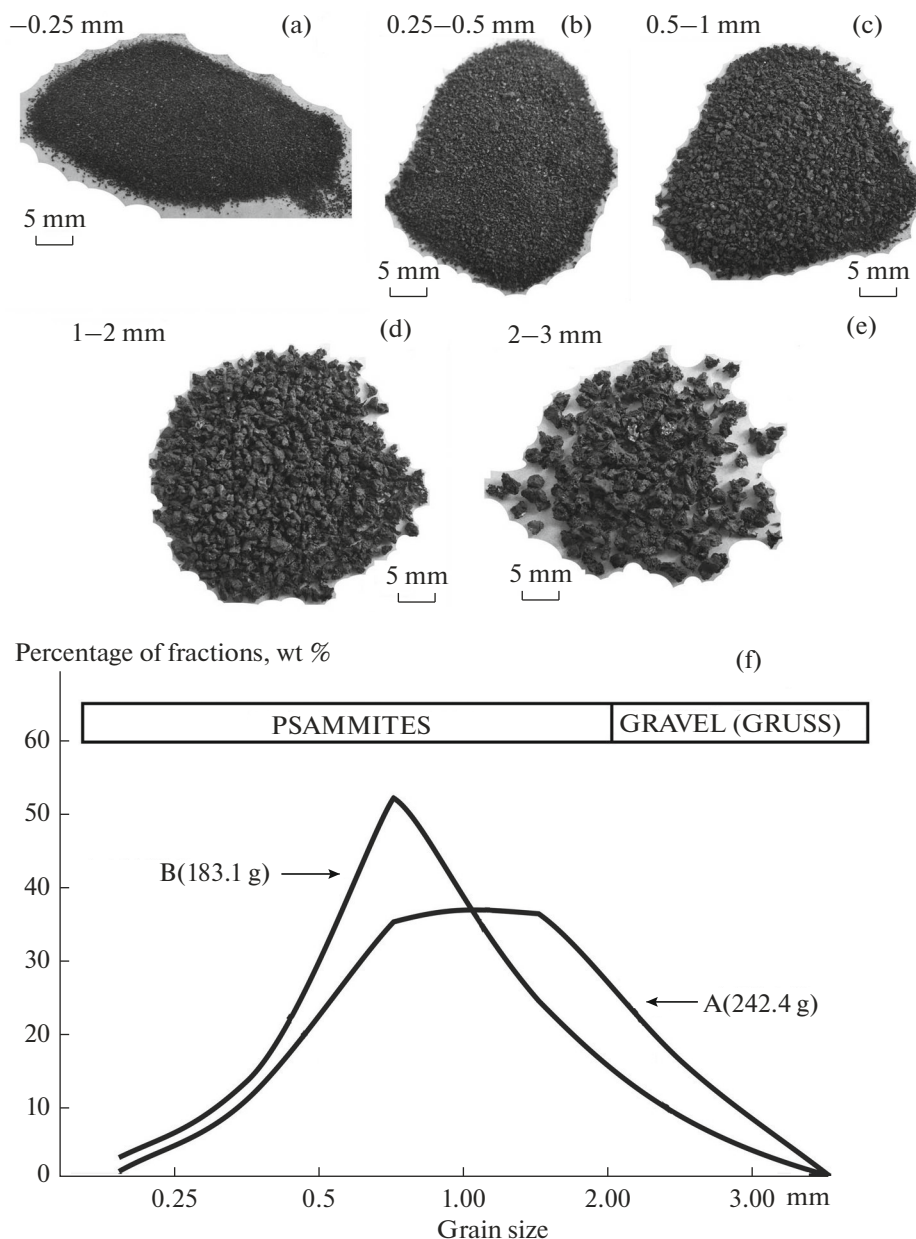 −0.25 mm (a)
0.25−0.5 mm (b)
0.5−1 mm (c)
5 mm
5 mm
5 mm
1−2 mm (d)
2−3 mm (e)
5 mm
5 mm
Percentage of fractions, wt %
(f)
PSAMMITES
GRAVEL (GRUSS)
60
50
B(183.1 g)
40
30
A(242.4 g)
20
10
0
0.25 0.5 1.00 2.00 3.00 mm
Grain size